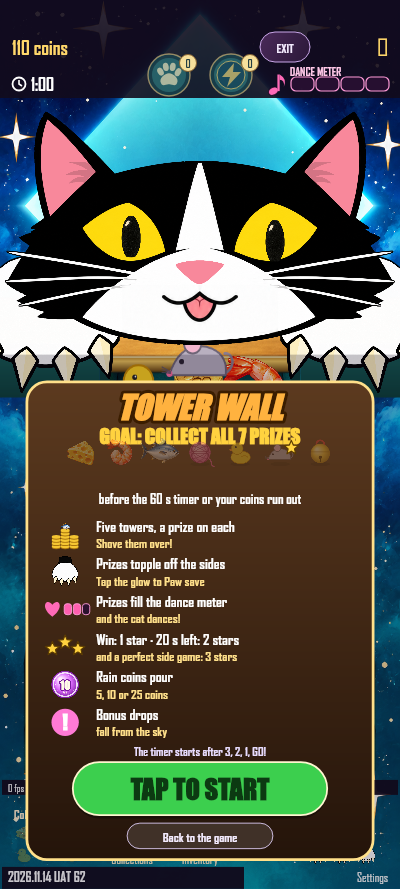 110 coins
EXIT
0
0
1:00
DANCE METER
TOWER WALL
GOAL: COLLECT ALL 7 PRIZES
before the 60 s timer or your coins run out
Five towers, a prize on each
Shove them over!
Prizes topple off the sides
Tap the glow to Paw save
Prizes fill the dance meter
and the cat dances!
Win: 1 star · 20 s left: 2 stars
and a perfect side game: 3 stars
10
Rain coins pour
5, 10 or 25 coins
!
Bonus drops
fall from the sky
The timer starts after 3, 2, 1, GO!
TAP TO START
0 fps
Back to the game
Collections
Inventory
2026.11.14 UAT 62
Settings